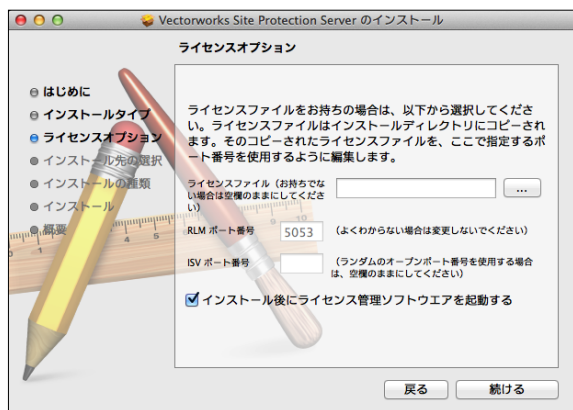 Vectorworks Site Protection Server のインストール
ライセンスオプション
はじめに
インストールタイプ
ライセンスオプション
インストール先の選択
インストールの種類
インストール
概要
ライセンスファイルをお持ちの場合は、以下から選択してくださ
い。ライセンスファイルはインストールディレクトリにコピーされ
ます。そのコピーされたライセンスファイルを、ここで指定するポ
ート番号を使用するように編集します。
ライセンスファイル（お持ちでな
い場合は空欄のままにしてくださ
い）
...
RLM ポート番号 5053 （よくわからない場合は変更しないでください）
ISV ポート番号 （ランダムのオープンポート番号を使用する場合
は、空欄のままにしてください）
インストール後にライセンス管理ソフトウエアを起動する
戻る 続ける